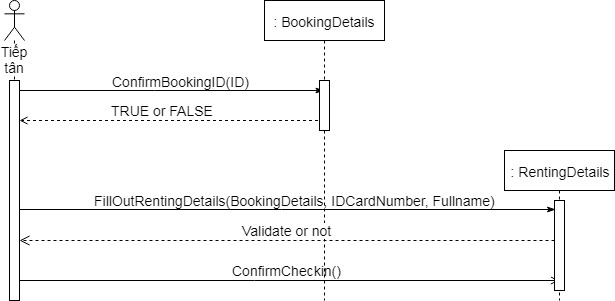 : BookingDetails
Tiếp
tân
ConfirmBookingID(ID)
TRUE or FALSE
: RentingDetails
FillOutRentingDetails(BookingDetails, IDCardNumber, Fullname)
Validate or not
ConfirmCheckin()